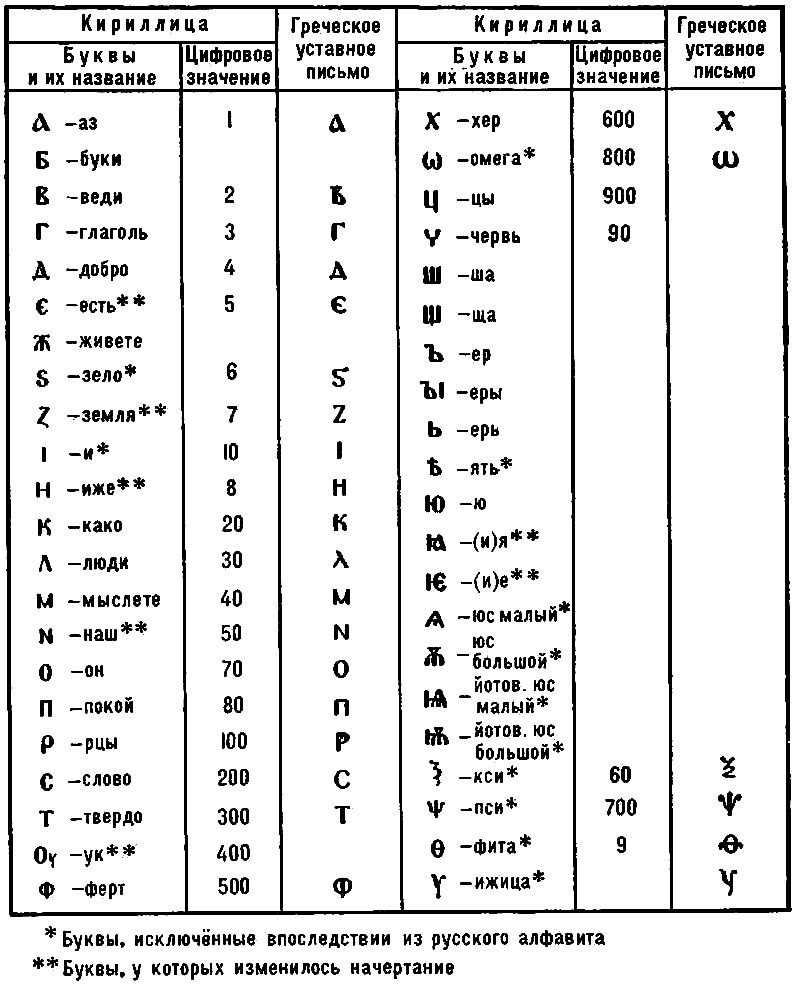 Кириллица Греческое уставное письмо Кириллица Греческое уставное письмо
Буквы и их название Цифровое значение Буквы и их название Цифровое значение
Ѧ –аз 1 А Х –хер 600 Х
Б –буки Ѡ –омега* 800 Ѡ
В –веди 2 В Ц –цы 900
Г –глаголь 3 Г Ч –червь 90
Д –добро 4 Д Ш –ша
Є –есть** 5 Є Щ –ща
Ж –живете Ъ –ер
Ѕ –зело* 6 Ѕ ЪІ –еры
Ζ –земля** 7 Ζ Ь –ерь
І –и* 10 І Ѣ –ять*
Н –иже** 8 Н Ю –ю
К –како 20 К Ꙗ –(и)я**
Л –люди 30 λ Ѥ –(и)е**
М –мыслете 40 М Ѧ –юс малый*
N –наш** 50 N Ѫ –юс большой*
О –он 70 О Ѩ –йотов. юс малый*
П –покой 80 П Ѭ –йотов. юс большой*
Р –рцы 100 Р Ѯ –кси* 60 Ξ
С –слово 200 С Ѱ –пси* 700 Ψ
Т –твердо 300 Т Ѳ –фита* 9 Θ
Оү –ук** 400 Ѵ –ижица* Υ
Ф –ферт 500 Ф
* Буквы, исключённые впоследствии из русского алфавита
** Буквы, у которых изменилось начертание